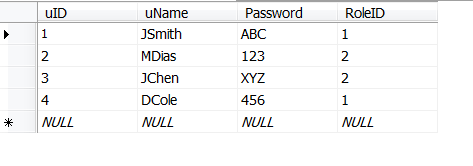 uID uName Password RoleID
1 JSmith ABC 1
2 MDias 123 2
3 JChen XYZ 2
4 DCole 456 1
NULL NULL NULL NULL